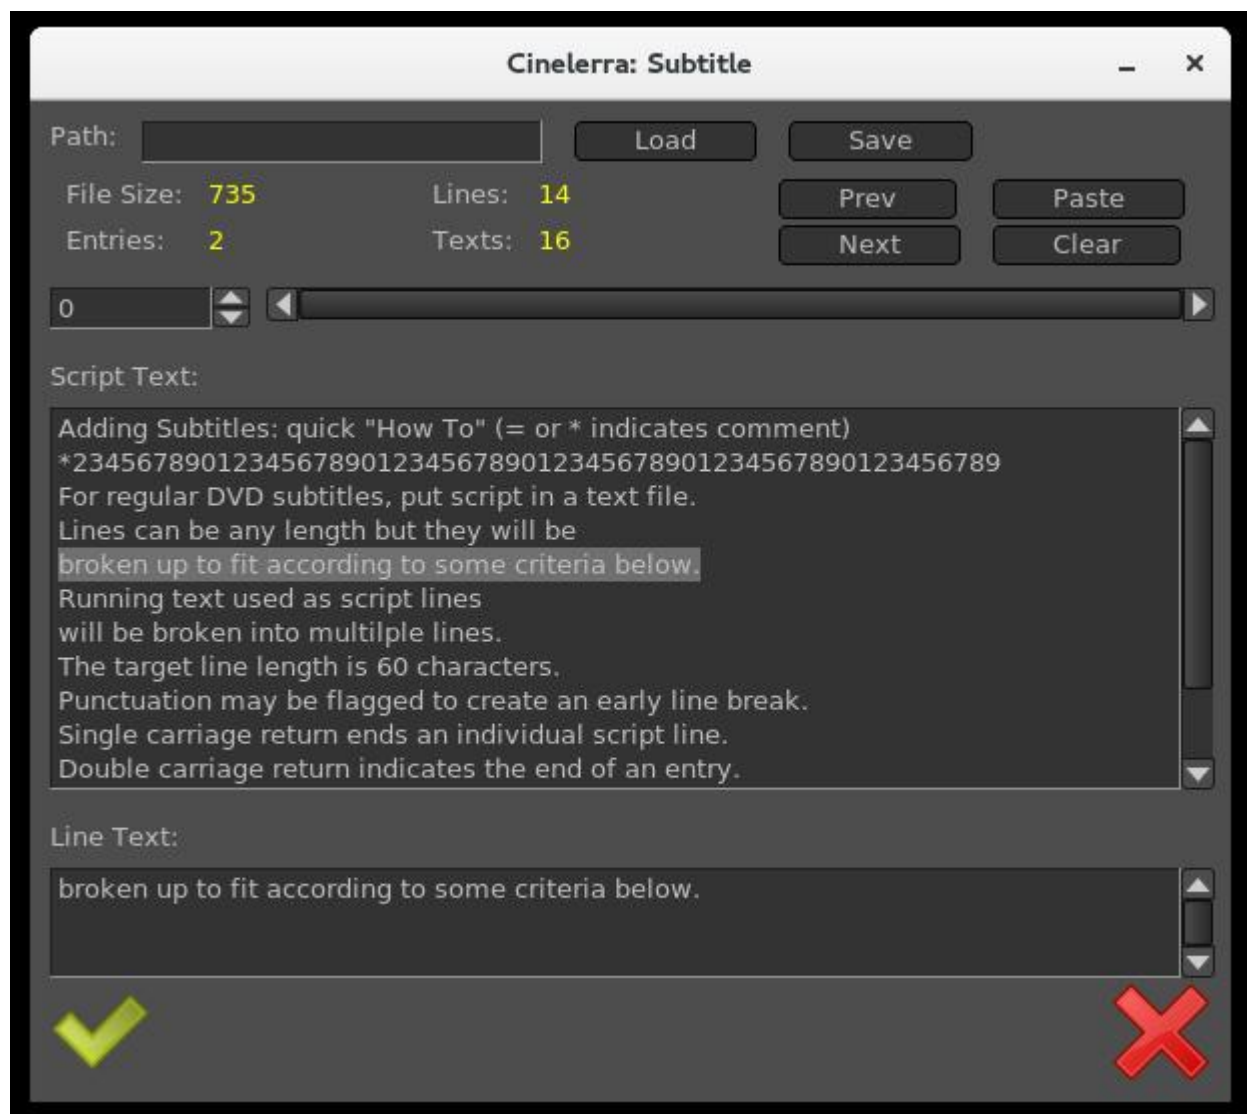 Cinelerra: Subtitle
Path:
Load
Save
File Size: 735
Lines: 14
Prev
Paste
Entries: 2
Texts: 16
Next
Clear
0
Script Text:
Adding Subtitles: quick "How To" (= or * indicates comment)
*23456789012345678901234567890123456789012345678901234567890123456789
For regular DVD subtitles, put script in a text file.
Lines can be any length but they will be
broken up to fit according to some criteria below.
Running text used as script lines
will be broken into multilple lines.
The target line length is 60 characters.
Punctuation may be flagged to create an early line break.
Single carriage return ends an individual script line.
Double carriage return indicates the end of an entry.
Line Text:
broken up to fit according to some criteria below.